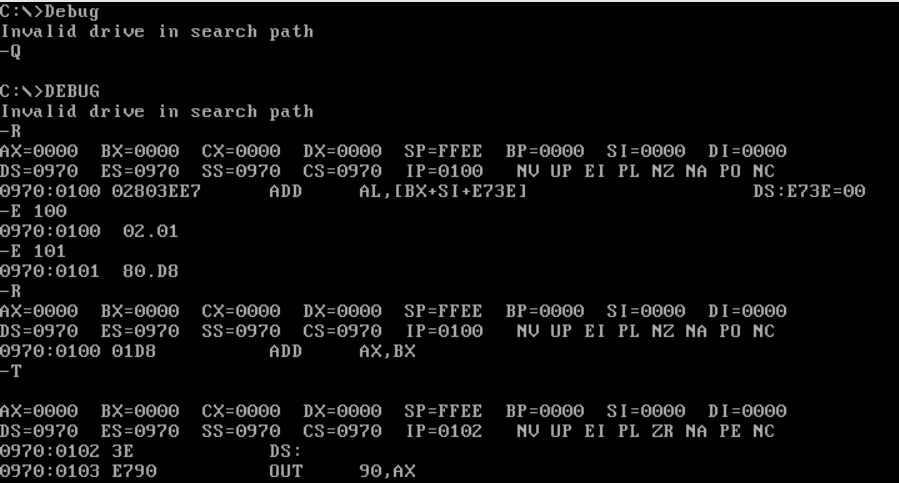 C:\>Debug
Invalid drive in search path
-Q
C:\>DEBUG
Invalid drive in search path
-R
AX=0000  BX=0000  CX=0000  DX=0000  SP=FFEE  BP=0000  SI=0000  DI=0000
DS=0970  ES=0970  SS=0970  CS=0970  IP=0100   NV UP EI PL NZ NA PO NC
0970:0100 02803EE7      ADD     AL,[BX+SI+E73E]                    DS:E73E=00
-E 100
0970:0100  02.01
-E 101
0970:0101  80.D8
-R
AX=0000  BX=0000  CX=0000  DX=0000  SP=FFEE  BP=0000  SI=0000  DI=0000
DS=0970  ES=0970  SS=0970  CS=0970  IP=0100   NV UP EI PL NZ NA PO NC
0970:0100 01D8          ADD     AX,BX
-T
AX=0000  BX=0000  CX=0000  DX=0000  SP=FFEE  BP=0000  SI=0000  DI=0000
DS=0970  ES=0970  SS=0970  CS=0970  IP=0102   NV UP EI PL ZR NA PE NC
0970:0102 3E            DS:
0970:0103 E790          OUT     90,AX